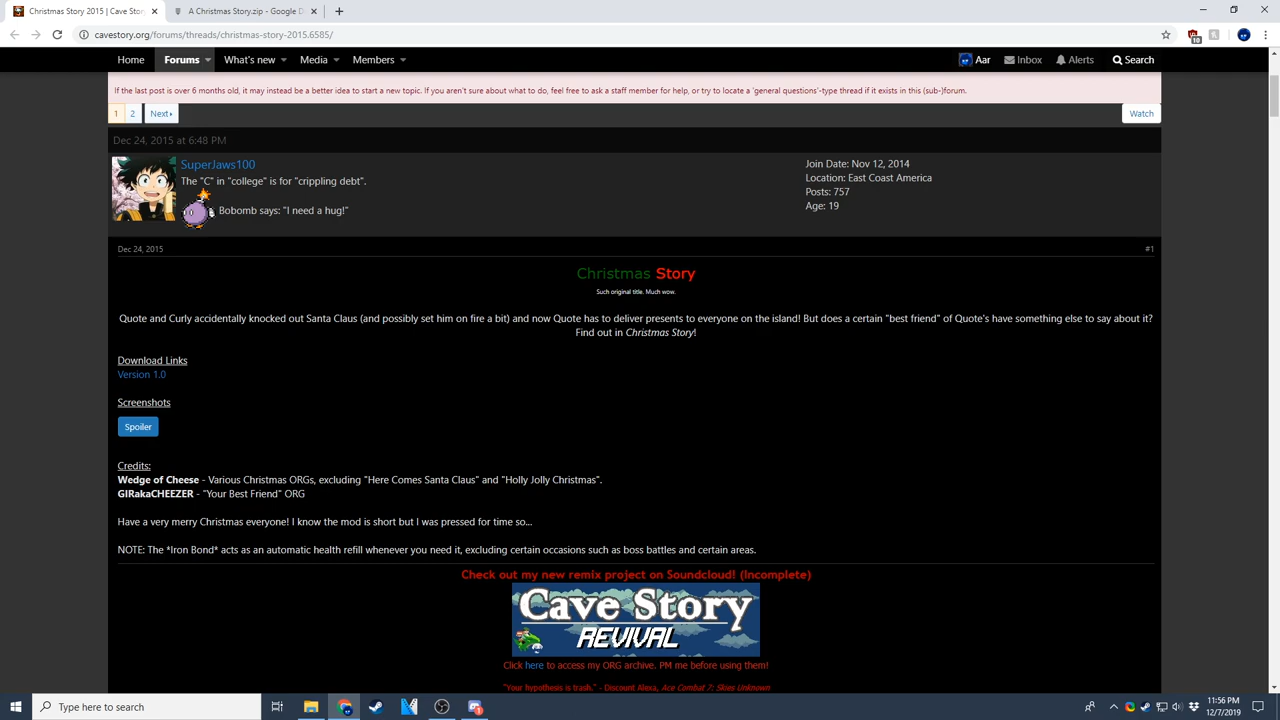 Christmas Story 2015 | Cave Stor
A Christmas Story.zip - Google D
cavestory.org/forums/threads/christmas-story-2015.6585/
10
Home Forums What's new Media Members Aar Inbox Alerts Search
If the last post is over 6 months old, it may instead be a better idea to start a new topic. If you aren't sure about what to do, feel free to ask a staff member for help, or try to locate a 'general questions'-type thread if it exists in this (sub-)forum.
1 2 Next Watch
Dec 24, 2015 at 6:48 PM
SuperJaws100
The "C" in "college" is for "crippling debt".
Bobomb says: "I need a hug!"
Join Date: Nov 12, 2014
Location: East Coast America
Posts: 757
Age: 19
Dec 24, 2015 #1
Christmas Story
Such original title. Much wow.
Quote and Curly accidentally knocked out Santa Claus (and possibly set him on fire a bit) and now Quote has to deliver presents to everyone on the island! But does a certain "best friend" of Quote's have something else to say about it?
Find out in Christmas Story!
Download Links
Version 1.0
Screenshots
Spoiler
Credits:
Wedge of Cheese - Various Christmas ORGs, excluding "Here Comes Santa Claus" and "Holly Jolly Christmas".
GIRakaCHEEZER - "Your Best Friend" ORG
Have a very merry Christmas everyone! I know the mod is short but I was pressed for time so...
NOTE: The *Iron Bond* acts as an automatic health refill whenever you need it, excluding certain occasions such as boss battles and certain areas.
Check out my new remix project on Soundcloud! (Incomplete)
Cave Story
REVIVAL
Click here to access my ORG archive. PM me before using them!
"Your hypothesis is trash." - Discount Alexa, Ace Combat 7: Skies Unknown
Type here to search
1
11:56 PM
12/7/2019